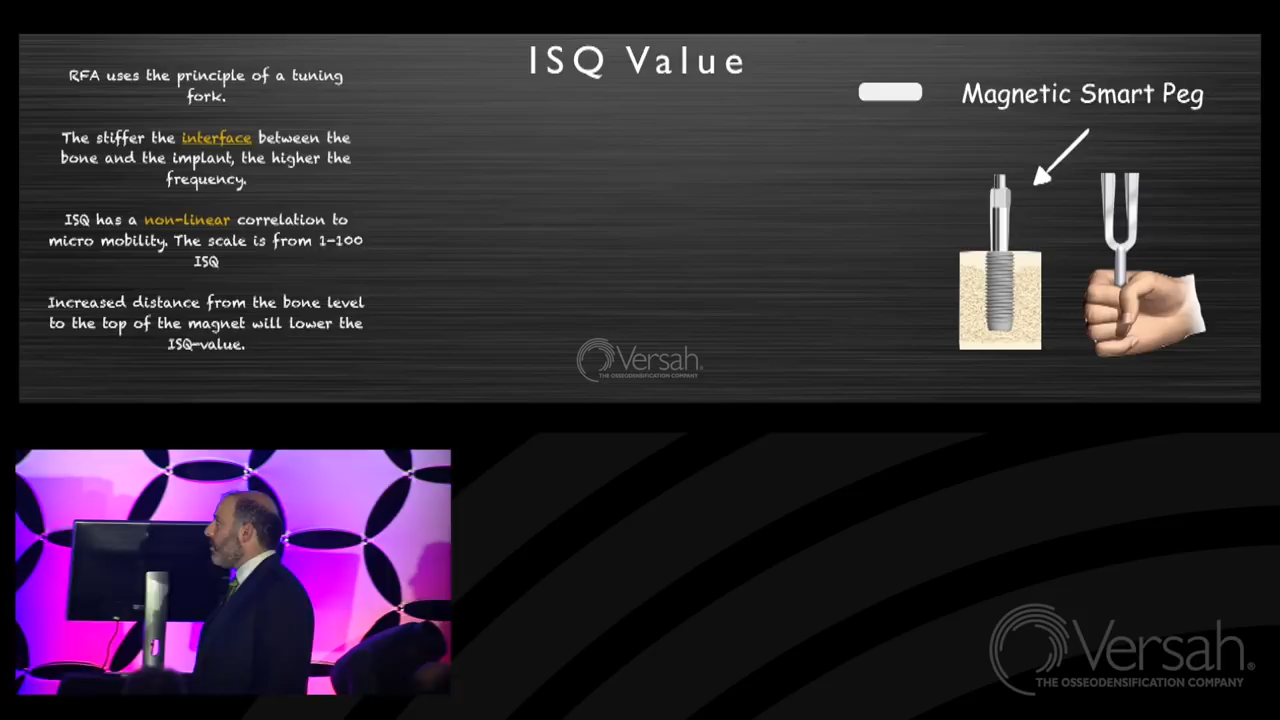 ISQ Value
RFA uses the principle of a tuning
fork.
The stiffer the interface between the
bone and the implant, the higher the
frequency.
ISQ has a non-linear correlation to
micro mobility. The scale is from 1-100
ISQ
Increased distance from the bone level
to the top of the magnet will lower the
ISQ-value.
Magnetic Smart Peg
Versah®
THE OSSEODENSIFICATION COMPANY
Versah®
THE OSSEODENSIFICATION COMPANY